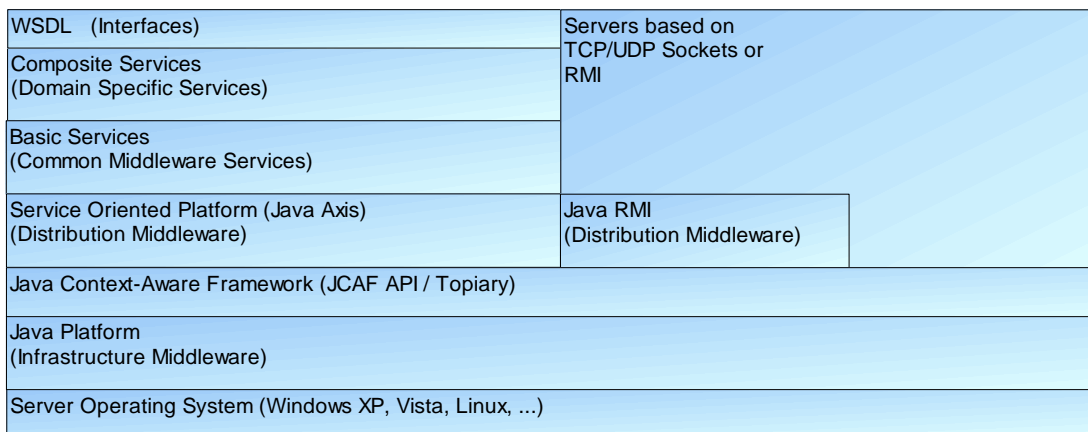 WSDL (Interfaces)
Composite Services
(Domain Specific Services)
Basic Services
(Common Middleware Services)
Service Oriented Platform (Java Axis)
(Distribution Middleware)
Servers based on
TCP/UDP Sockets or
RMI
Java RMI
(Distribution Middleware)
Java Context-Aware Framework (JCAF API / Topiary)
Java Platform
(Infrastructure Middleware)
Server Operating System (Windows XP, Vista, Linux, ...)